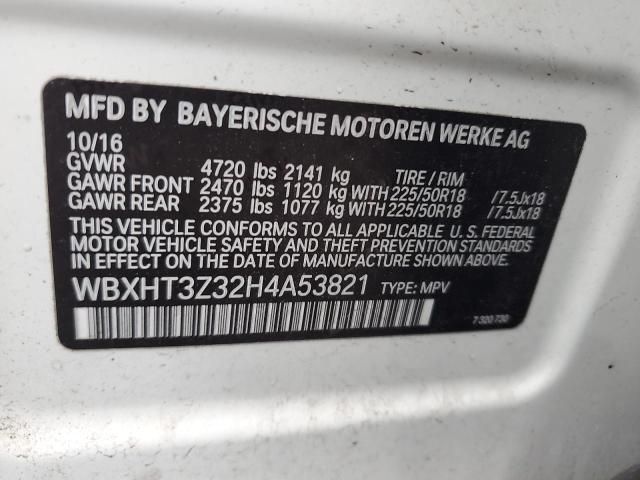 MFD BY BAYERISCHE MOTOREN WERKE AG
10/16
GVWR 4720 lbs 2141 kg TIRE / RIM
GAWR FRONT 2470 lbs 1120 kg WITH 225/50R18 /7.5Jx18
GAWR REAR 2375 lbs 1077 kg WITH 225/50R18 /7.5Jx18
THIS VEHICLE CONFORMS TO ALL APPLICABLE U. S. FEDERAL
MOTOR VEHICLE SAFETY AND THEFT PREVENTION STANDARDS
IN EFFECT ON THE DATE OF MANUFACTURE SHOWN ABOVE.
WBXHT3Z32H4A53821 TYPE: MPV
7 320 730